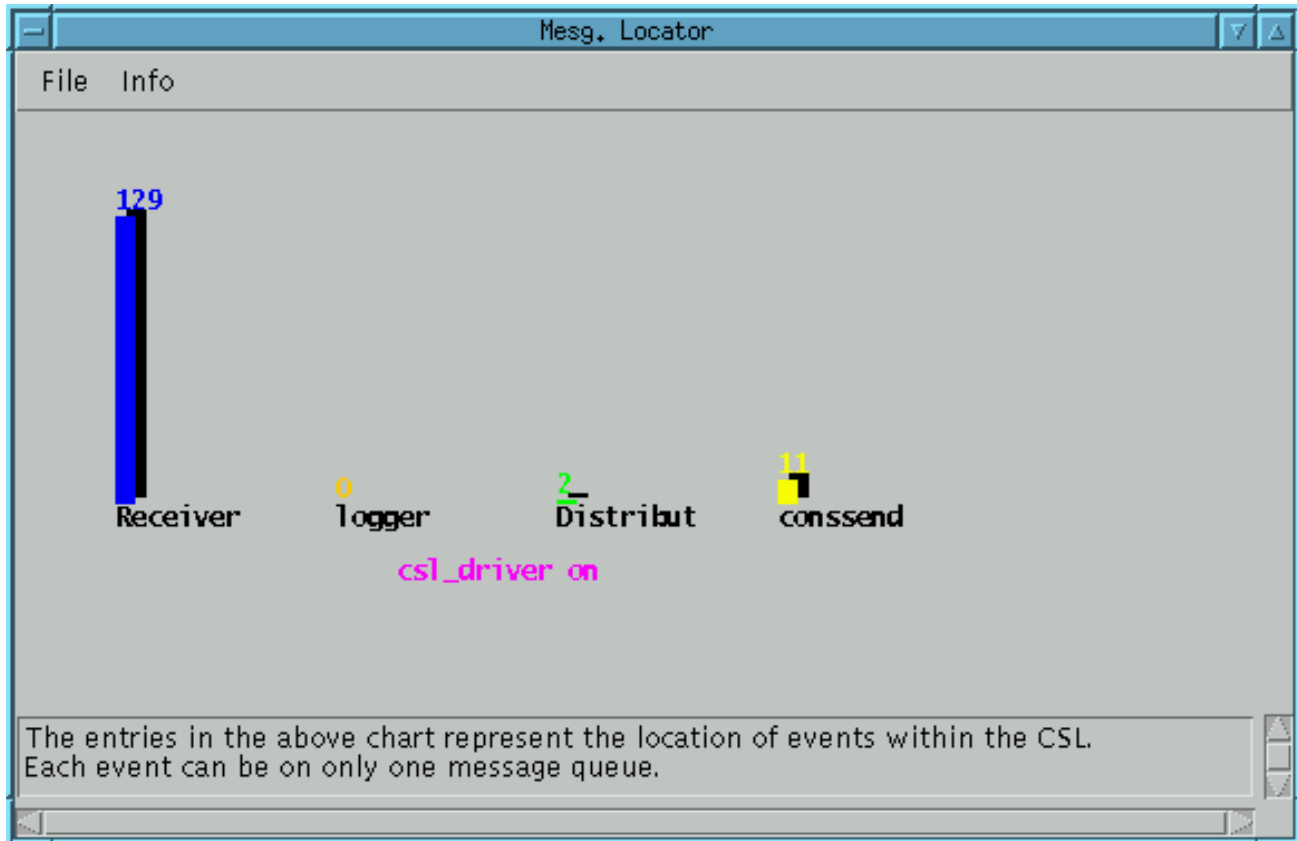 Mesg. Locator
File Info
129
0 2 11
Receiver logger Distribut conssend
csl_driver on
The entries in the above chart represent the location of events within the CSL.
Each event can be on only one message queue.